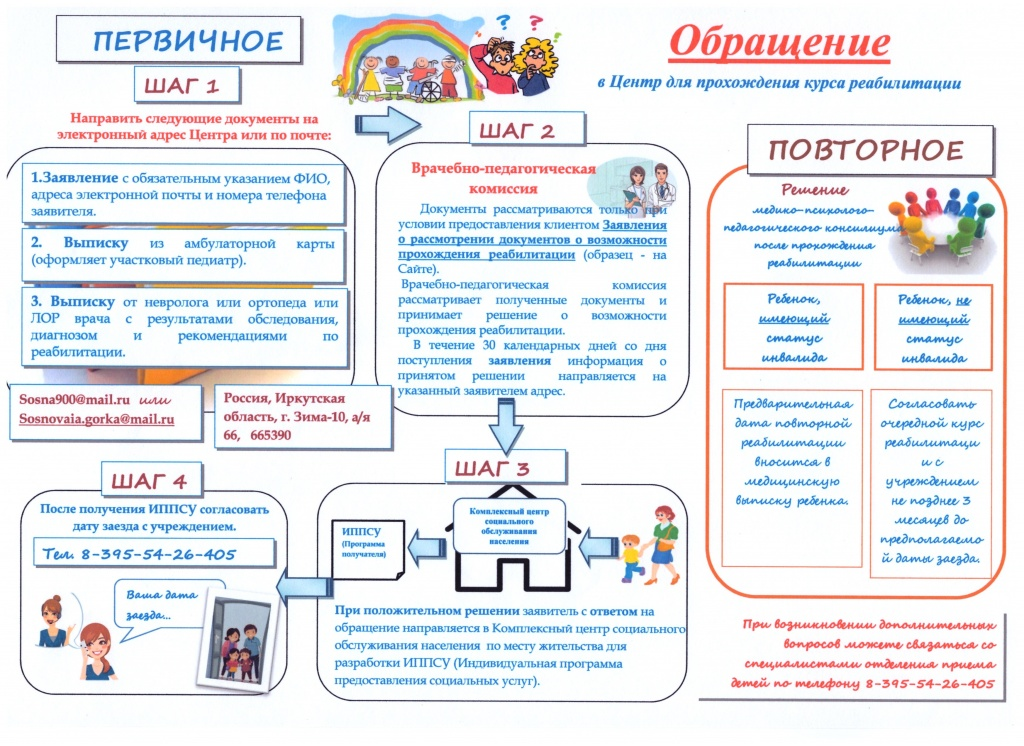 Обращение
в Центр для прохождения курса реабилитации
ПЕРВИЧНОЕ
ШАГ 1
Направить следующие документы на
электронный адрес Центра или по почте:
1.Заявление с обязательным указанием ФИО,
адреса электронной почты и номера телефона
заявителя.
2. Выписку из амбулаторной карты
(оформляет участковый педиатр).
3. Выписку от невролога или ортопеда или
ЛОР врача с результатами обследования,
диагнозом и рекомендациями по
реабилитации.
Sosna900@mail.ru или
Sosnovaia.gorka@mail.ru
Россия, Иркутская
область, г. Зима-10, а/я
66, 665390
ШАГ 2
Врачебно-педагогическая
комиссия
Документы рассматриваются только при
условии предоставления клиентом Заявления
о рассмотрении документов о возможности
прохождения реабилитации (образец - на
Сайте).
Врачебно-педагогическая комиссия
рассматривает полученные документы и
принимает решение о возможности
прохождения реабилитации.
В течение 30 календарных дней со дня
поступления заявления информация о
принятом решении направляется на
указанный заявителем адрес.
ШАГ 3
Комплексный центр
социального
обслуживания
населения
ИППСУ
(Программа
получателя)
При положительном решении заявитель с ответом на
обращение направляется в Комплексный центр социального
обслуживания населения по месту жительства для
разработки ИППСУ (Индивидуальная программа
предоставления социальных услуг).
ШАГ 4
После получения ИППСУ согласовать
дату заезда с учреждением.
Тел. 8-395-54-26-405
Ваша дата
заезда...
ПОВТОРНОЕ
Решение
медико-психолого-
педагогического консилиума
после прохождения
реабилитации
Ребенок,
имеющий
статус
инвалида
Ребенок, не
имеющий
статус
инвалида
Предварительная
дата повторной
реабилитации
вносится в
медицинскую
выписку ребенка.
Согласовать
очередной курс
реабилитаци
и с
учреждением
не позднее 3
месяцев до
предполагаемо
й даты заезда.
При возникновении дополнительных
вопросов можете связаться со
специалистами отделения приема
детей по телефону 8-395-54-26-405